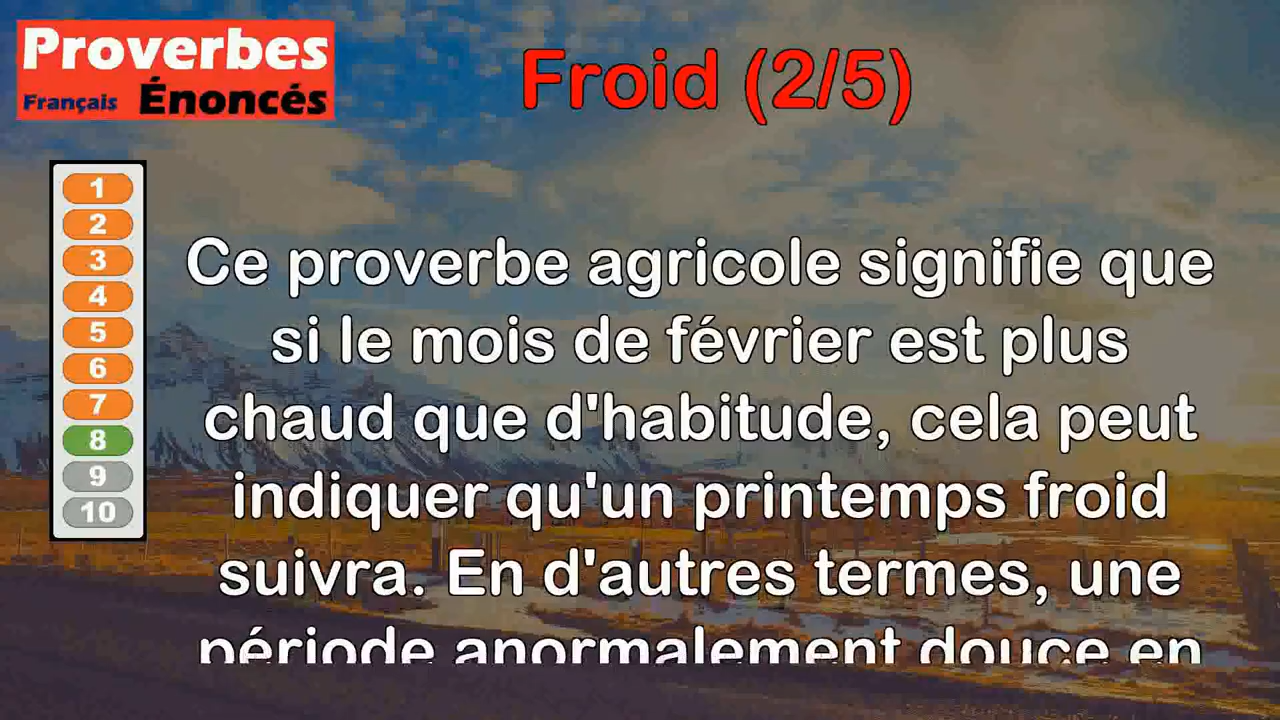 Proverbes
Français Énoncés
Froid (2/5)
1
2
3
4
5
6
7
8
9
10
Ce proverbe agricole signifie que
si le mois de février est plus
chaud que d'habitude, cela peut
indiquer qu'un printemps froid
suivra. En d'autres termes, une
période anormalement douce en